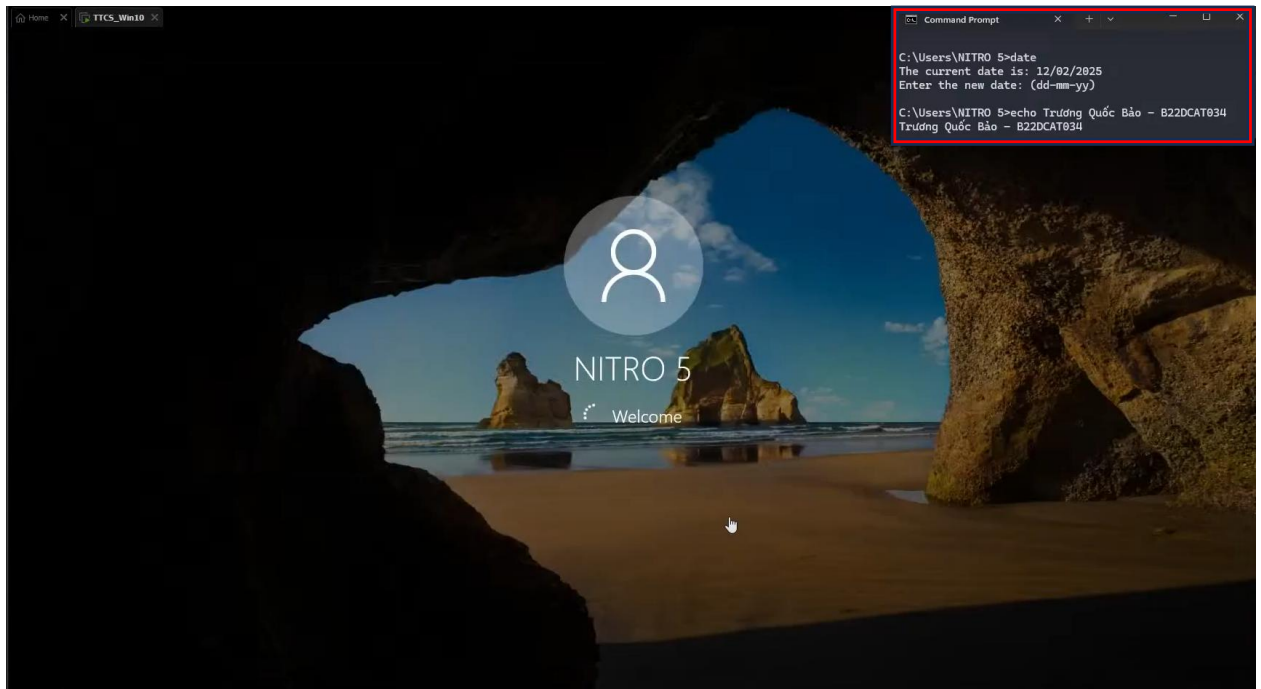 Home
TTCS_Win10
Command Prompt
C:\Users\NITRO 5>date
The current date is: 12/02/2025
Enter the new date: (dd-mm-yy)
C:\Users\NITRO 5>echo Trương Quốc Bảo - B22DCAT034
Trương Quốc Bảo - B22DCAT034
NITRO 5
Welcome